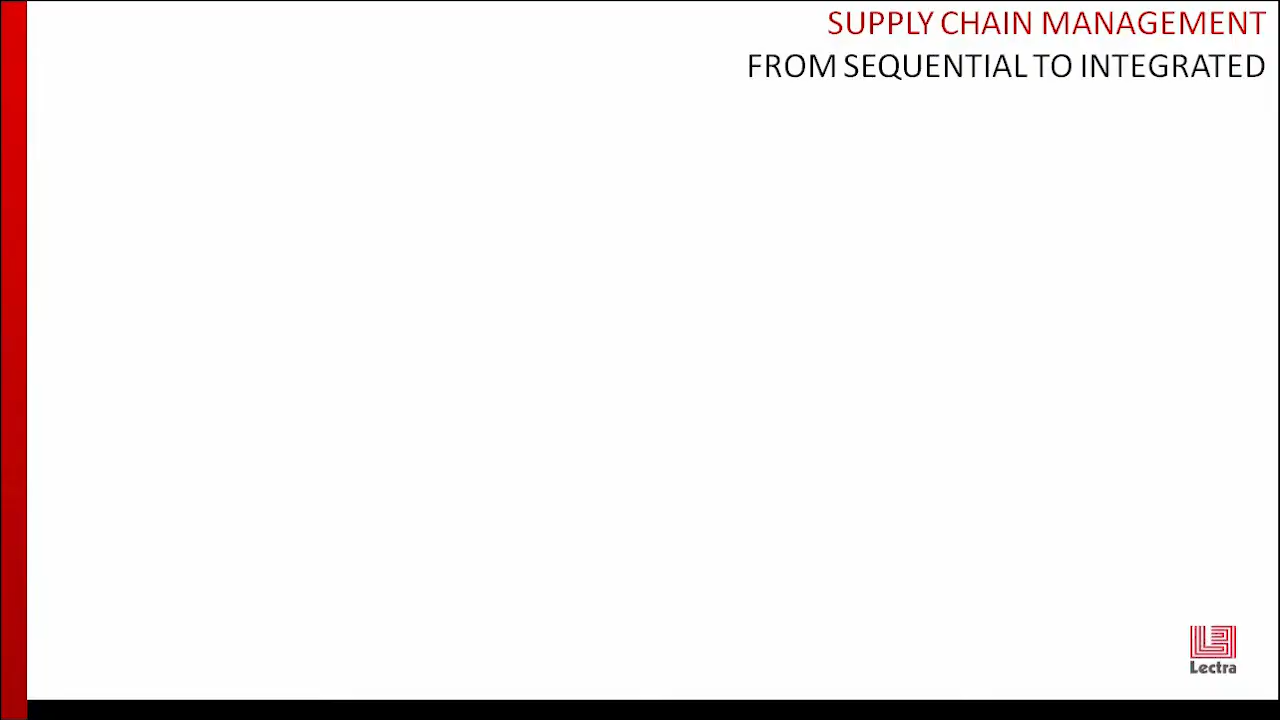 SUPPLY CHAIN MANAGEMENT
FROM SEQUENTIAL TO INTEGRATED
Lectra